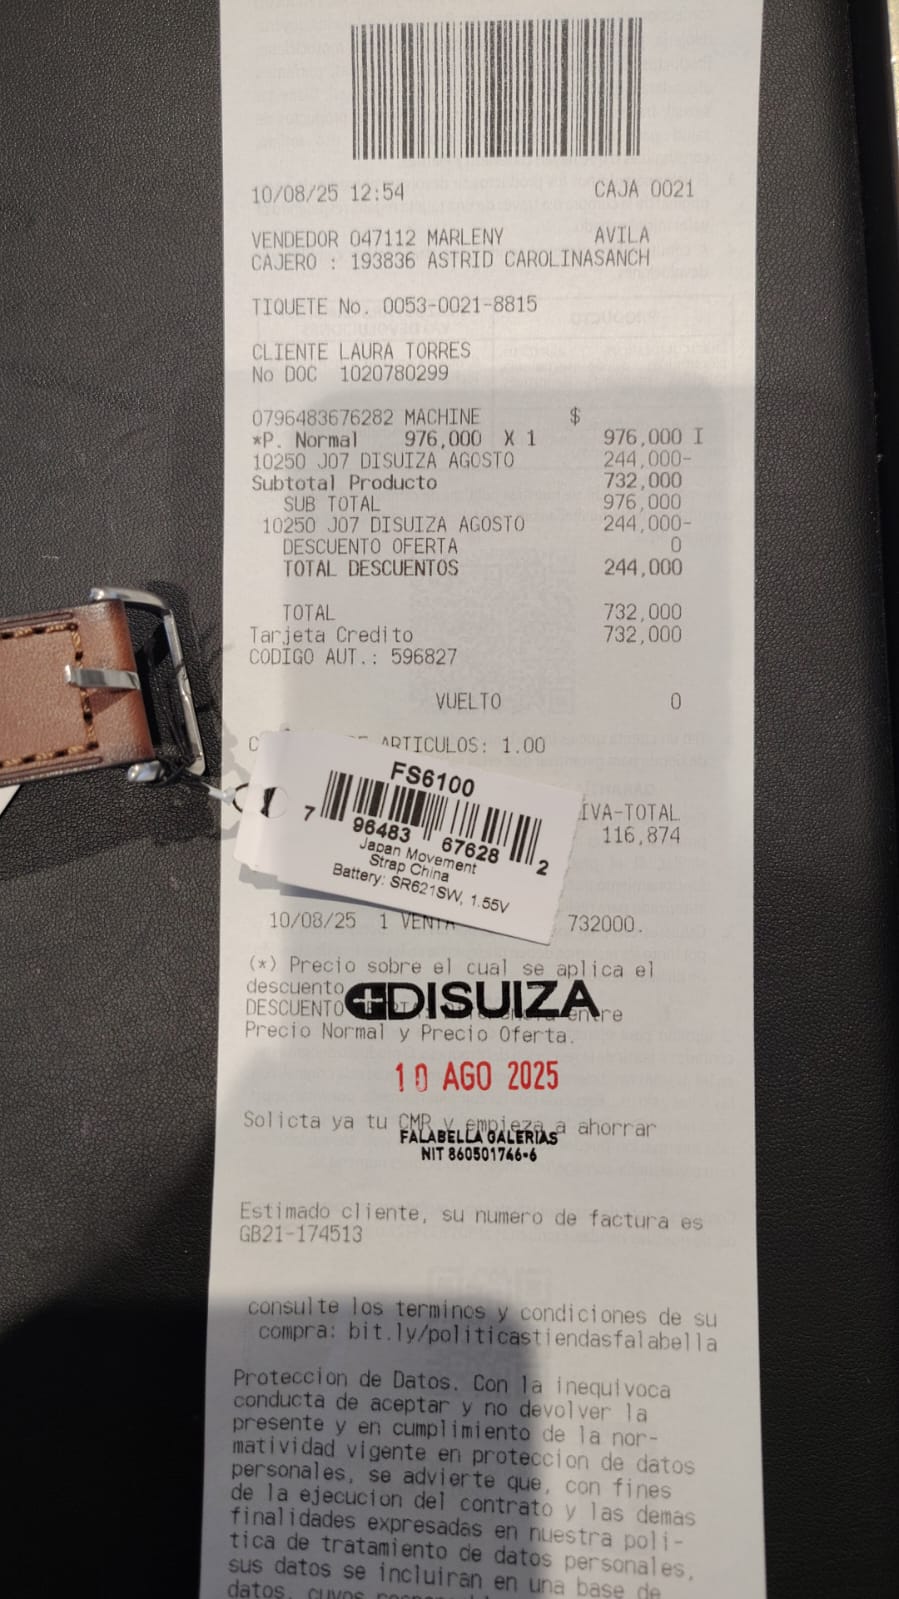 10/08/25 12:54 CAJA 0021
VENDEDOR 047112 MARLENY AVILA
CAJERO : 193836 ASTRID CAROLINASANCH
TIQUETE No. 0053-0021-8815
CLIENTE LAURA TORRES
No DOC 1020780299
0796483676282 MACHINE $
*P. Normal 976,000 X 1 976,000 I
10250 J07 DISUIZA AGOSTO 244,000-
Subtotal Producto 732,000
SUB TOTAL 976,000
10250 J07 DISUIZA AGOSTO 244,000-
DESCUENTO OFERTA 0
TOTAL DESCUENTOS 244,000
TOTAL 732,000
Tarjeta Credito 732,000
CODIGO AUT.: 596827
VUELTO 0
ARTICULOS: 1.00
FS6100
7 96483 67628 2
Japan Movement
Strap China
Battery: SR621SW, 1.55V
IVA-TOTAL
116,874
10/08/25 1 VENTA 732000.
(*) Precio sobre el cual se aplica el
descuento
DISUIZA
DESCUENTO entre
Precio Normal y Precio Oferta.
10 AGO 2025
Solicta ya tu CMR y empieza a ahorrar
FALABELLA GALERIAS
NIT 860501746-6
Estimado cliente, su numero de factura es
GB21-174513
consulte los terminos y condiciones de su
compra: bit.ly/politicastiendasfalabella
Proteccion de Datos. Con la inequivoca
conducta de aceptar y no devolver la
presente y en cumplimiento de la nor-
matividad vigente en proteccion de datos
personales, se advierte que, con fines
de la ejecucion del contrato y las demas
finalidades expresadas en nuestra poli-
tica de tratamiento de datos personales,
sus datos se incluiran en una base de
datos, cuyos